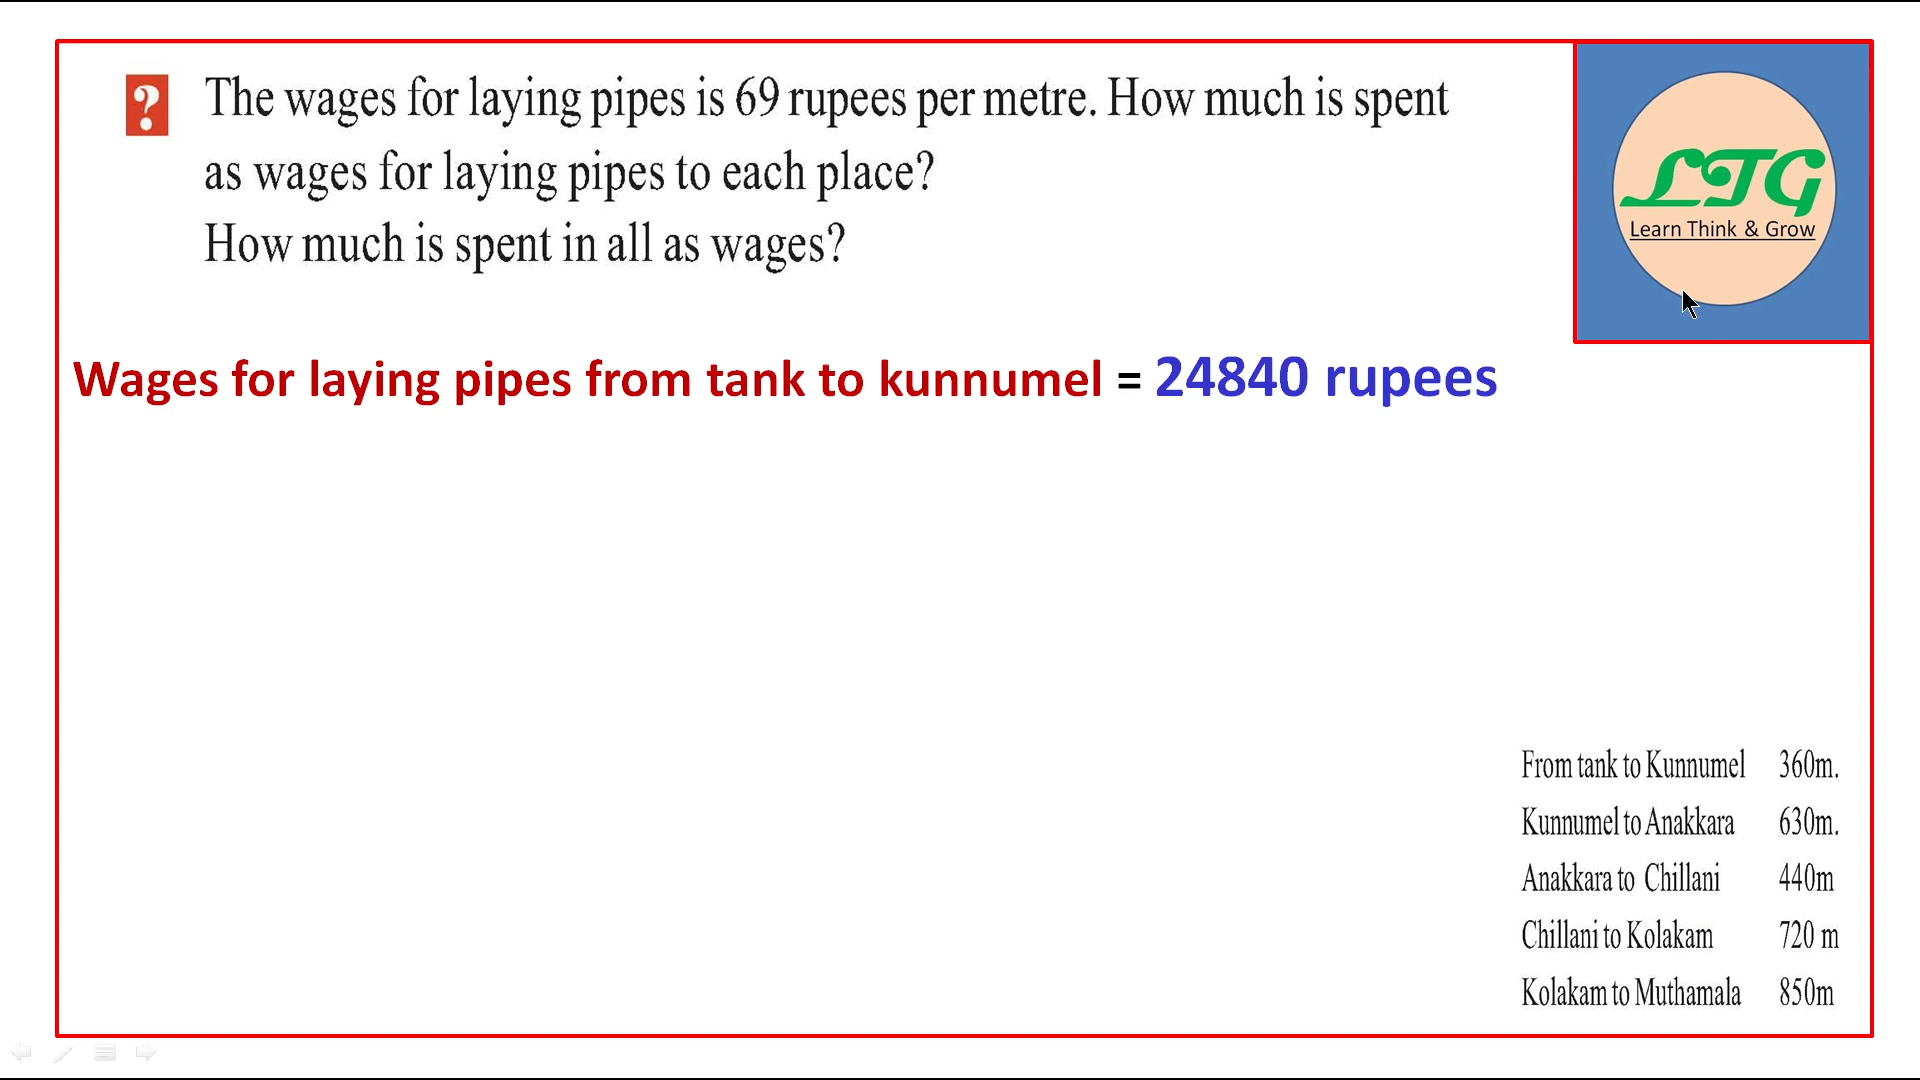 ?
The wages for laying pipes is 69 rupees per metre. How much is spent
as wages for laying pipes to each place?
How much is spent in all as wages?
LTG
Learn Think & Grow
Wages for laying pipes from tank to kunnumel = 24840 rupees
From tank to Kunnumel 360m.
Kunnumel to Anakkara 630m.
Anakkara to Chillani 440m
Chillani to Kolakam 720 m
Kolakam to Muthamala 850m